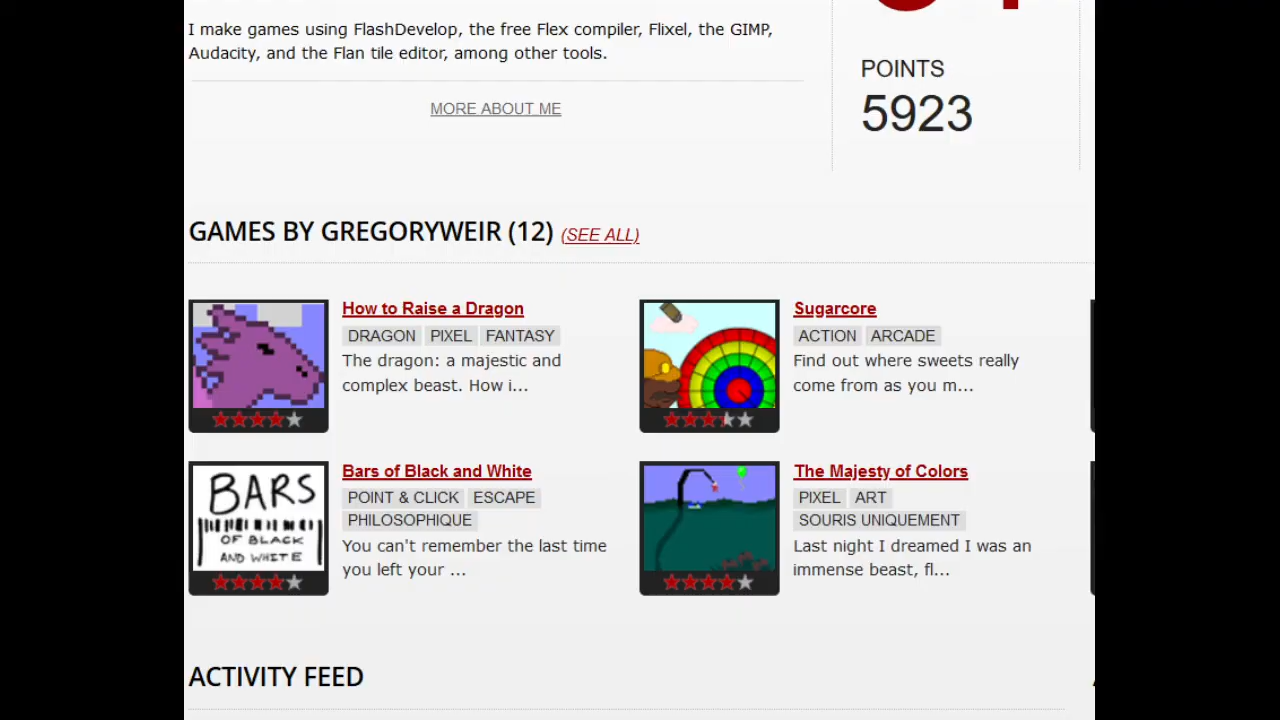 I make games using FlashDevelop, the free Flex compiler, Flixel, the GIMP,
Audacity, and the Flan tile editor, among other tools.
MORE ABOUT ME
POINTS
5923
GAMES BY GREGORYWEIR (12) (SEE ALL)
How to Raise a Dragon
DRAGON PIXEL FANTASY
The dragon: a majestic and
complex beast. How i...
Sugarcore
ACTION ARCADE
Find out where sweets really
come from as you m...
BARS
OF BLACK
AND WHITE
Bars of Black and White
POINT & CLICK ESCAPE
PHILOSOPHIQUE
You can't remember the last time
you left your ...
The Majesty of Colors
PIXEL ART
SOURIS UNIQUEMENT
Last night I dreamed I was an
immense beast, fl...
ACTIVITY FEED